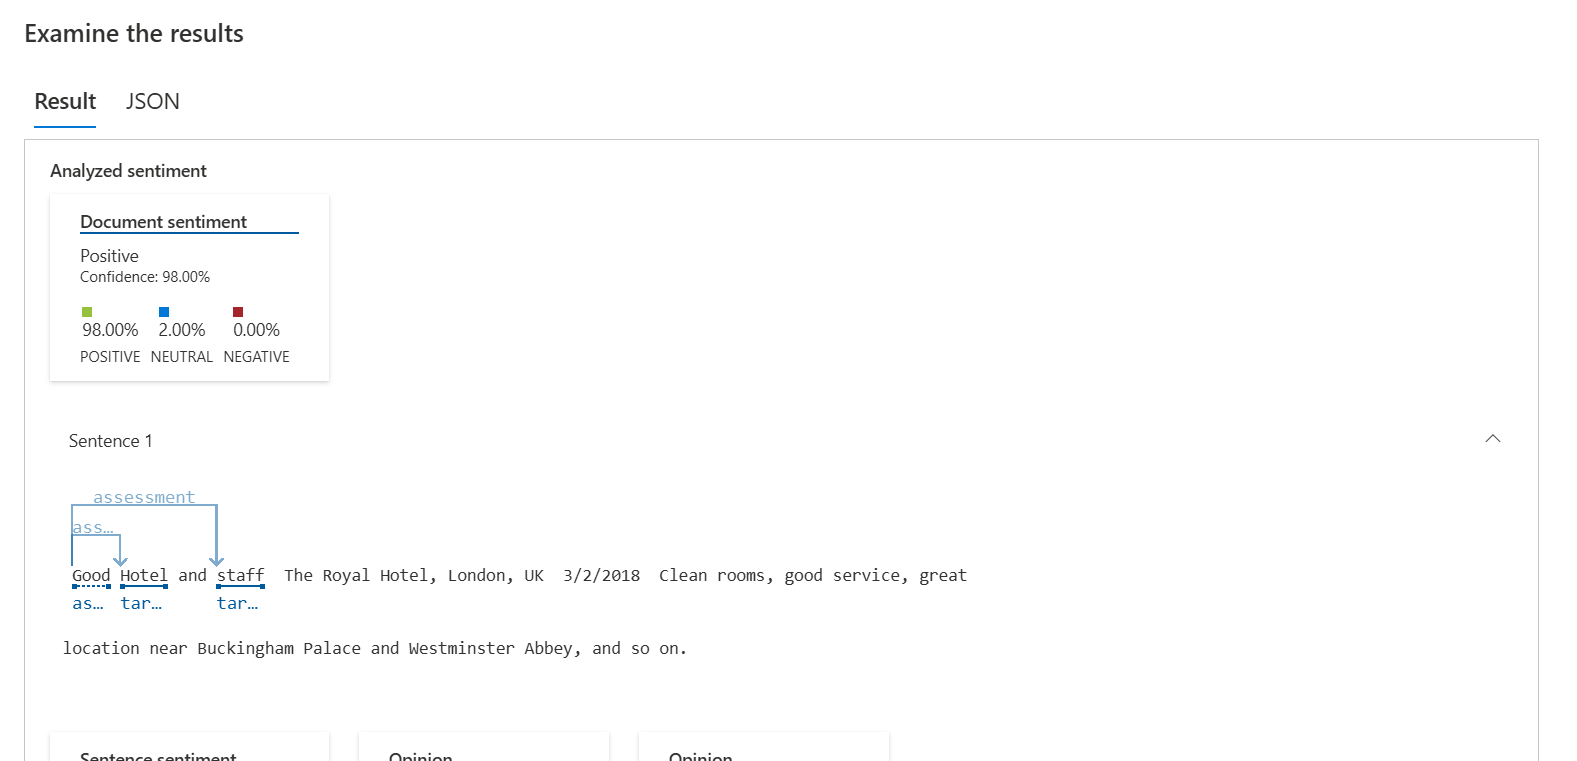 Examine the results
Result JSON
Analyzed sentiment
Document sentiment
Positive
Confidence: 98.00%
98.00% 2.00% 0.00%
POSITIVE NEUTRAL NEGATIVE
Sentence 1
assessment
ass…
Good Hotel and staff The Royal Hotel, London, UK 3/2/2018 Clean rooms, good service, great
as… tar… tar…
location near Buckingham Palace and Westminster Abbey, and so on.
Sentence sentiment Opinion Opinion